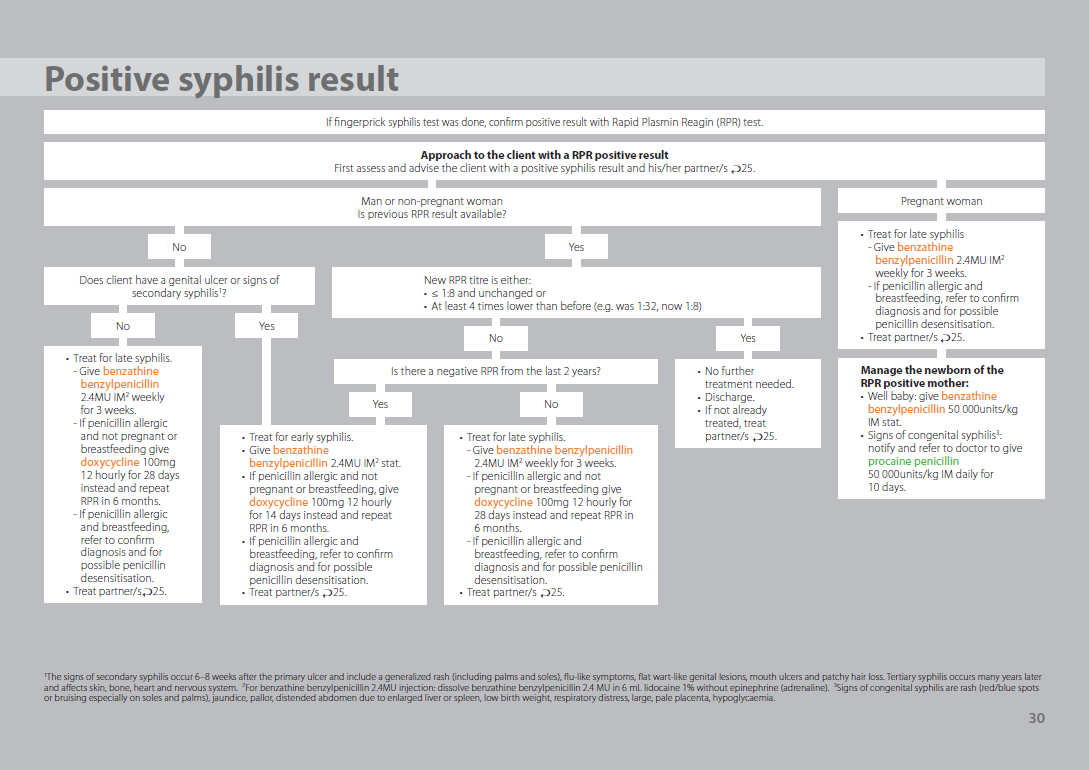 Positive syphilis result
If fingerprick syphilis test was done, confirm positive result with Rapid Plasmin Reagin (RPR) test.
Approach to the client with a RPR positive result
First assess and advise the client with a positive syphilis result and his/her partner/s ⮌25.
Man or non-pregnant woman
Is previous RPR result available?
No
Does client have a genital ulcer or signs of
secondary syphilis¹?
No
• Treat for late syphilis.
- Give benzathine
benzylpenicillin
2.4MU IM² weekly
for 3 weeks.
- If penicillin allergic
and not pregnant or
breastfeeding give
doxycycline 100mg
12 hourly for 28 days
instead and repeat
RPR in 6 months.
- If penicillin allergic
and breastfeeding,
refer to confirm
diagnosis and for
possible penicillin
desensitisation.
• Treat partner/s⮌25.
Yes
Yes
New RPR titre is either:
• ≤ 1:8 and unchanged or
• At least 4 times lower than before (e.g. was 1:32, now 1:8)
No
Is there a negative RPR from the last 2 years?
Yes
• Treat for early syphilis.
• Give benzathine
benzylpenicillin 2.4MU IM² stat.
• If penicillin allergic and not
pregnant or breastfeeding, give
doxycycline 100mg 12 hourly
for 14 days instead and repeat
RPR in 6 months.
• If penicillin allergic and
breastfeeding, refer to confirm
diagnosis and for possible
penicillin desensitisation.
• Treat partner/s ⮌25.
No
• Treat for late syphilis.
- Give benzathine benzylpenicillin
2.4MU IM² weekly for 3 weeks.
- If penicillin allergic and not
pregnant or breastfeeding give
doxycycline 100mg 12 hourly for
28 days instead and repeat RPR in
6 months.
- If penicillin allergic and
breastfeeding, refer to confirm
diagnosis and for possible penicillin
desensitisation.
• Treat partner/s ⮌25.
Yes
• No further
treatment needed.
• Discharge.
• If not already
treated, treat
partner/s ⮌25.
Pregnant woman
• Treat for late syphilis
- Give benzathine
benzylpenicillin 2.4MU IM²
weekly for 3 weeks.
- If penicillin allergic and
breastfeeding, refer to confirm
diagnosis and for possible
penicillin desensitisation.
• Treat partner/s ⮌25.
Manage the newborn of the
RPR positive mother:
• Well baby: give benzathine
benzylpenicillin 50 000units/kg
IM stat.
• Signs of congenital syphilis³:
notify and refer to doctor to give
procaine penicillin
50 000units/kg IM daily for
10 days.
¹The signs of secondary syphilis occur 6–8 weeks after the primary ulcer and include a generalized rash (including palms and soles), flu-like symptoms, flat wart-like genital lesions, mouth ulcers and patchy hair loss. Tertiary syphilis occurs many years later
and affects skin, bone, heart and nervous system. ²For benzathine benzylpenicillin 2.4MU injection: dissolve benzathine benzylpenicillin 2.4 MU in 6 mL lidocaine 1% without epinephrine (adrenaline). ³Signs of congenital syphilis are rash (red/blue spots
or bruising especially on soles and palms), jaundice, pallor, distended abdomen due to enlarged liver or spleen, low birth weight, respiratory distress, large, pale placenta, hypoglycaemia.
30